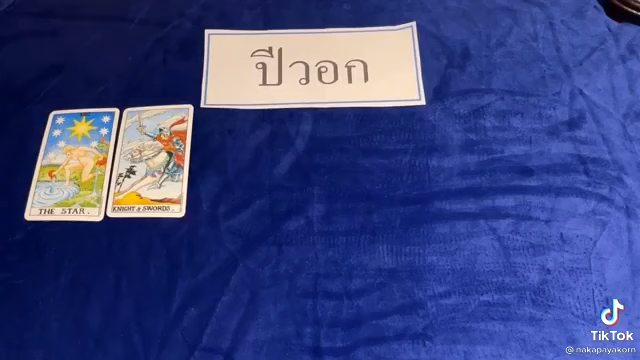 ปีวอก
THE STAR.
KNIGHT of SWORDS.
TikTok
@nakapayakorn